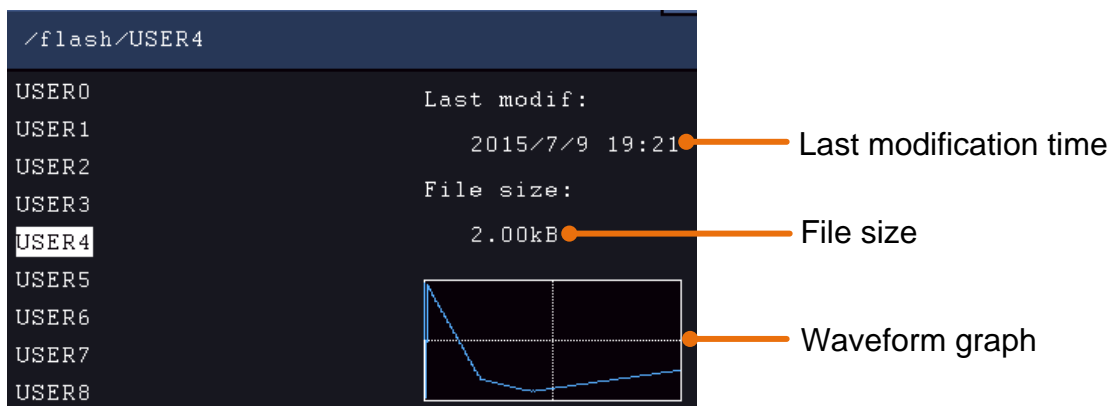 /flash/USER4
USER0
USER1
USER2
USER3
USER4
USER5
USER6
USER7
USER8
Last modif:
2015/7/9 19:21
File size:
2.00kB
Last modification time
File size
Waveform graph